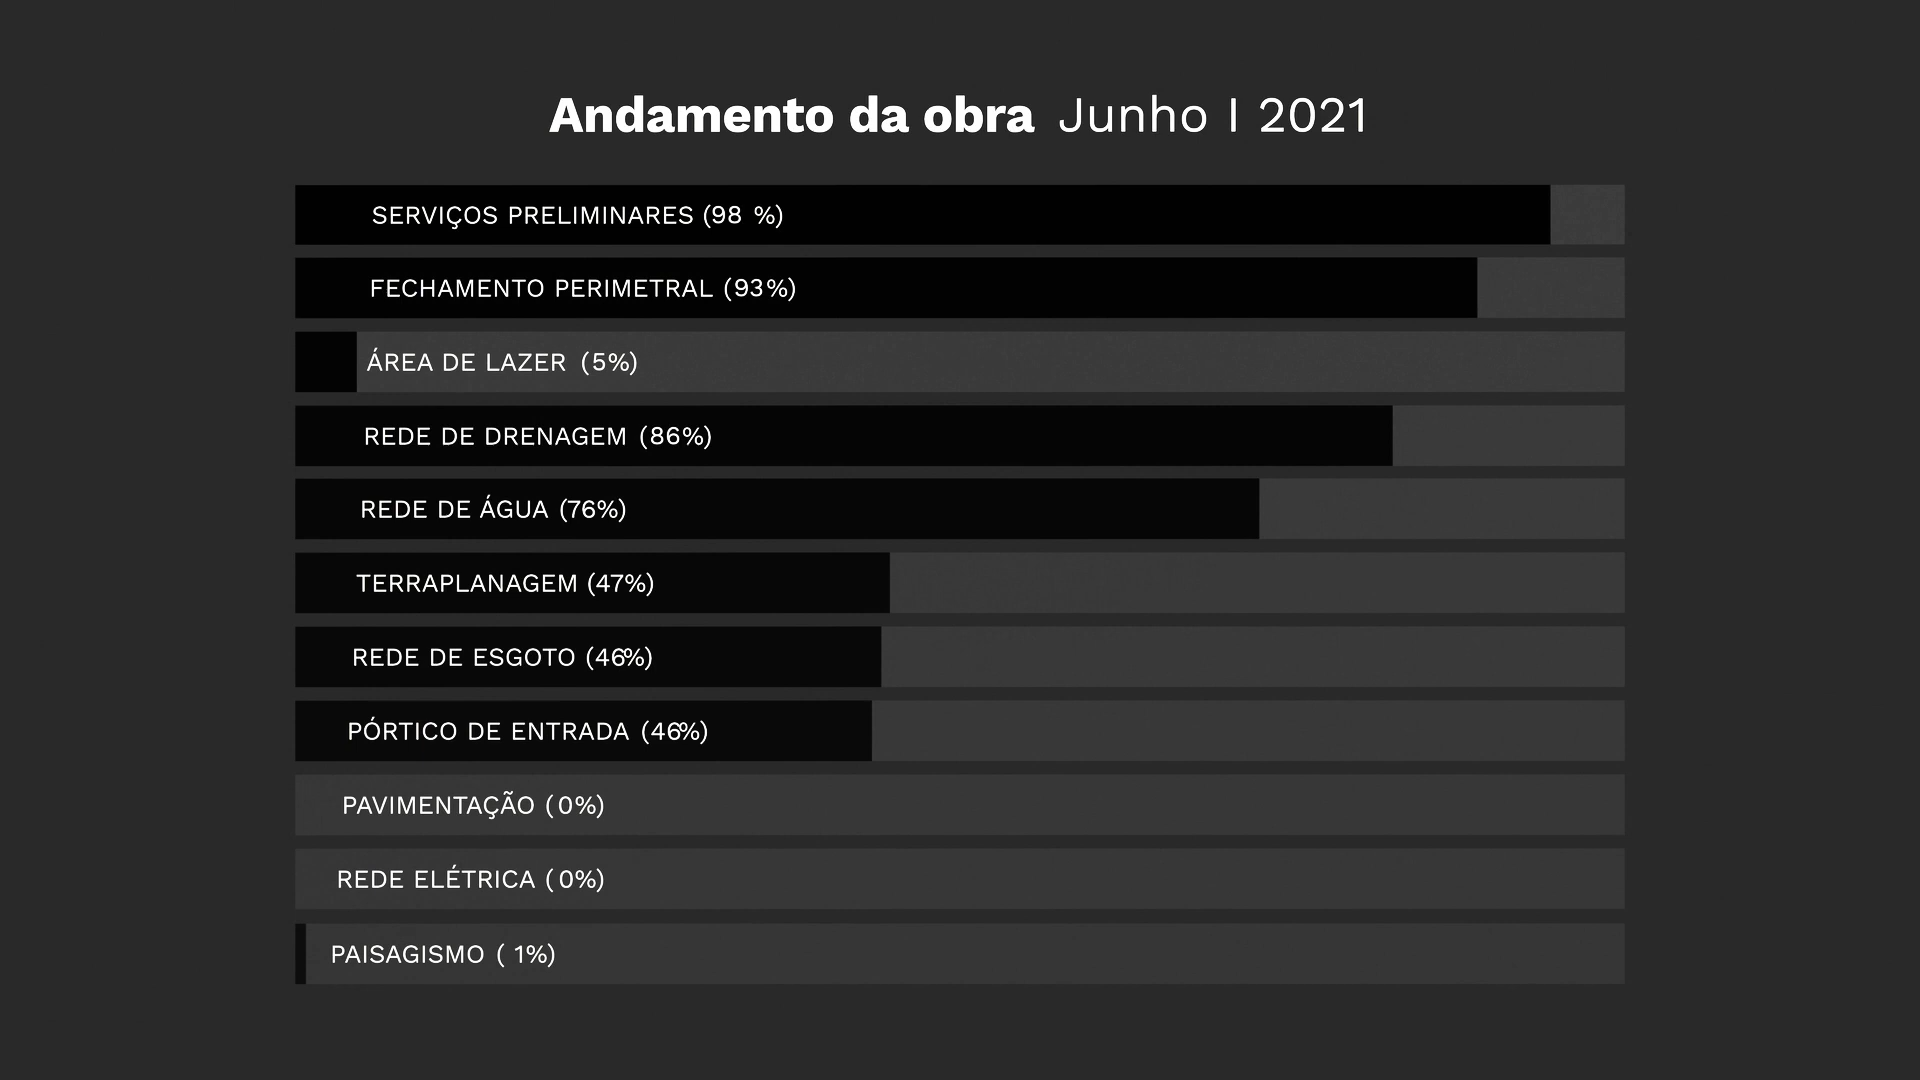 Andamento da obra Junho I 2021
SERVIÇOS PRELIMINARES (98 %)
FECHAMENTO PERIMETRAL (93%)
ÁREA DE LAZER (5%)
REDE DE DRENAGEM (86%)
REDE DE ÁGUA (76%)
TERRAPLANAGEM (47%)
REDE DE ESGOTO (46%)
PÓRTICO DE ENTRADA (46%)
PAVIMENTAÇÃO (0%)
REDE ELÉTRICA (0%)
PAISAGISMO ( 1%)